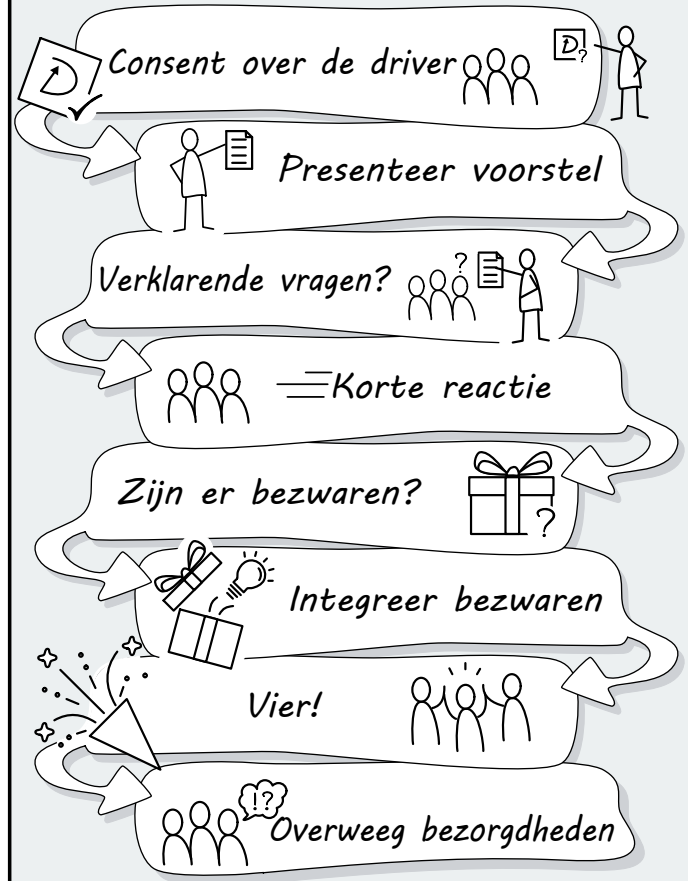 Consent over de driver
D
D?
Presenteer voorstel
Verklarende vragen?
?
Korte reactie
Zijn er bezwaren?
?
Integreer bezwaren
Vier!
!?
Overweeg bezorgdheden